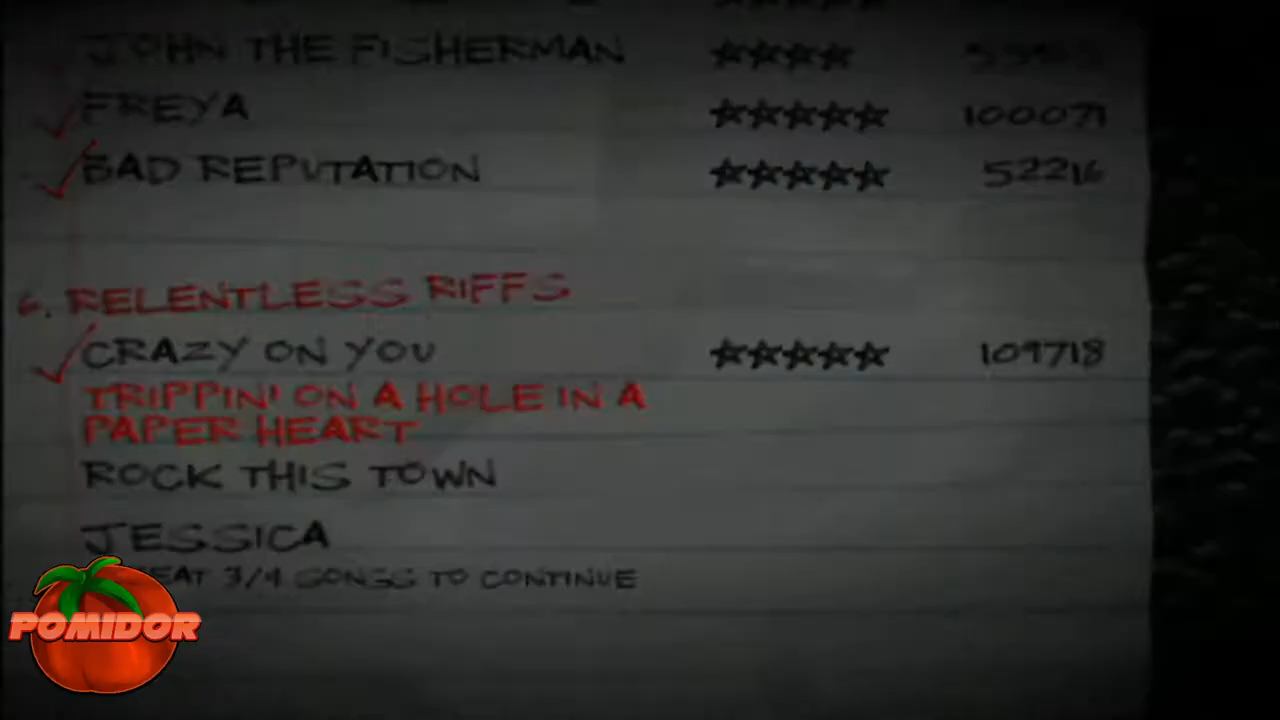 JOHN THE FISHERMAN ★★★★
FREYA ★★★★★ 100071
BAD REPUTATION ★★★★★ 52216
6. RELENTLESS RIFFS
CRAZY ON YOU ★★★★★ 109718
TRIPPIN' ON A HOLE IN A
PAPER HEART
ROCK THIS TOWN
JESSICA
3/4 SONGS TO CONTINUE
POMIDOR